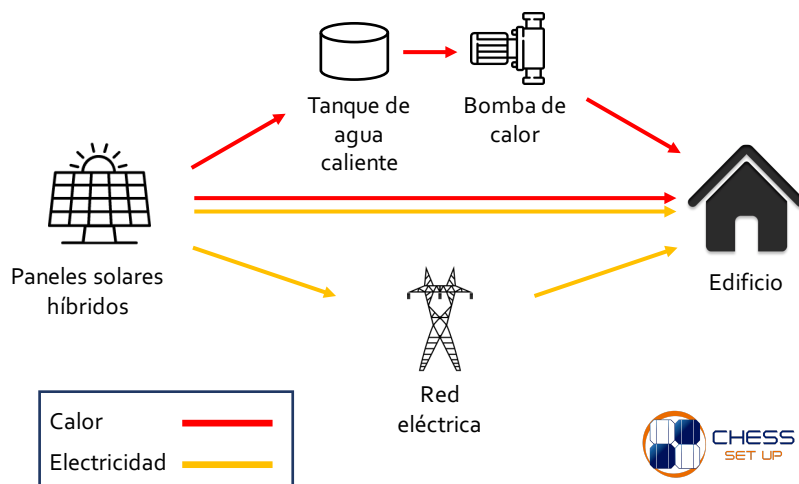 Tanque de
agua
caliente
Bomba de
calor
Paneles solares
híbridos
Edificio
Red
eléctrica
Calor
Electricidad
CHESS
SET UP